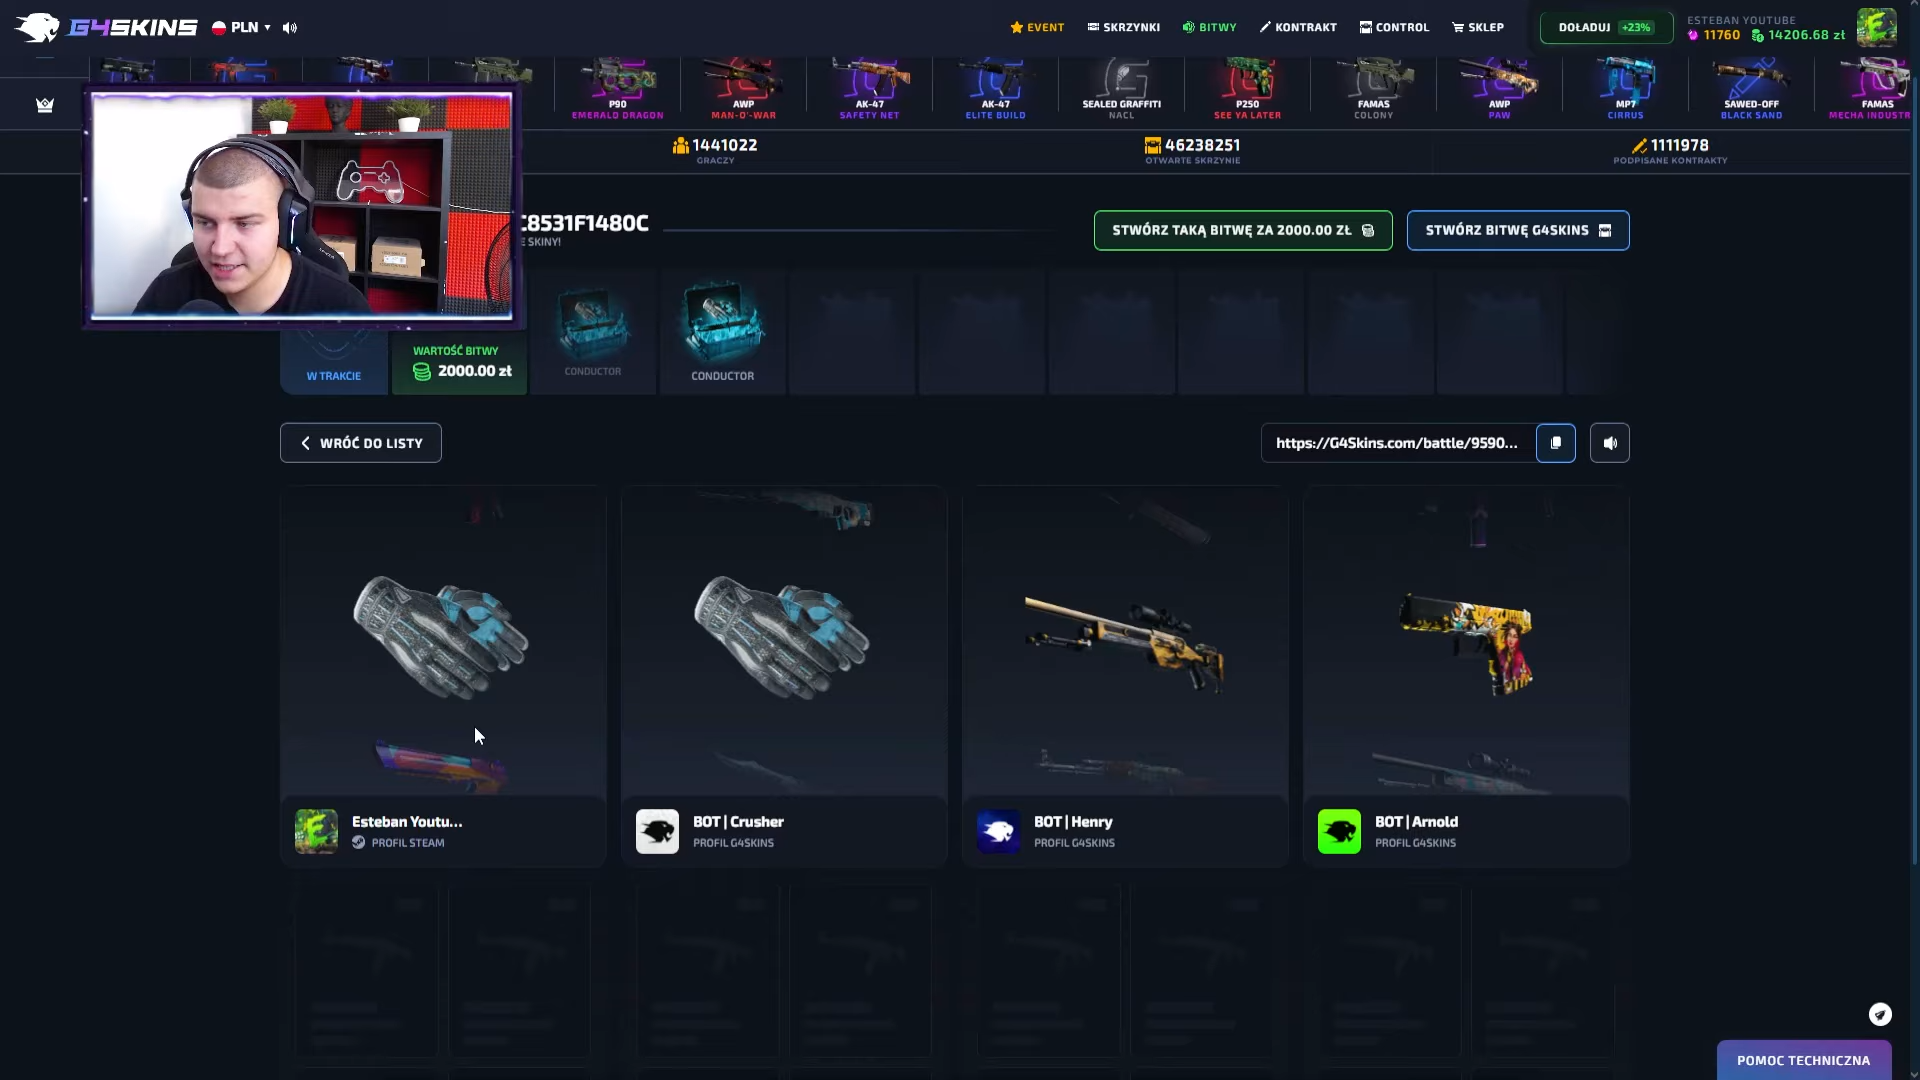 G4SKINS
PLN
EVENT
SKRZYNKI
BITWY
KONTRAKT
CONTROL
SKLEP
DOŁADUJ +23%
ESTEBAN YOUTUBE
11760 14206.68 zł
P90
EMERALD DRAGON
AWP
MAN-O'-WAR
AK-47
SAFETY NET
AK-47
ELITE BUILD
SEALED GRAFFITI
NACL
P250
SEE YA LATER
FAMAS
COLONY
AWP
PAW
MP7
CIRRUS
SAWED-OFF
BLACK SAND
FAMAS
MECHA INDUSTR
1441022
GRACZY
46238251
OTWARTE SKRZYNIE
1111978
PODPISANE KONTRAKTY
C8531F1480C
E SKINY!
STWÓRZ TAKĄ BITWĘ ZA 2000.00 ZŁ
STWÓRZ BITWĘ G4SKINS
W TRAKCIE
WARTOŚĆ BITWY
2000.00 zł
CONDUCTOR
CONDUCTOR
WRÓĆ DO LISTY
https://G4Skins.com/battle/9590...
Esteban Youtu...
PROFIL STEAM
BOT | Crusher
PROFIL G4SKINS
BOT | Henry
PROFIL G4SKINS
BOT | Arnold
PROFIL G4SKINS
POMOC TECHNICZNA